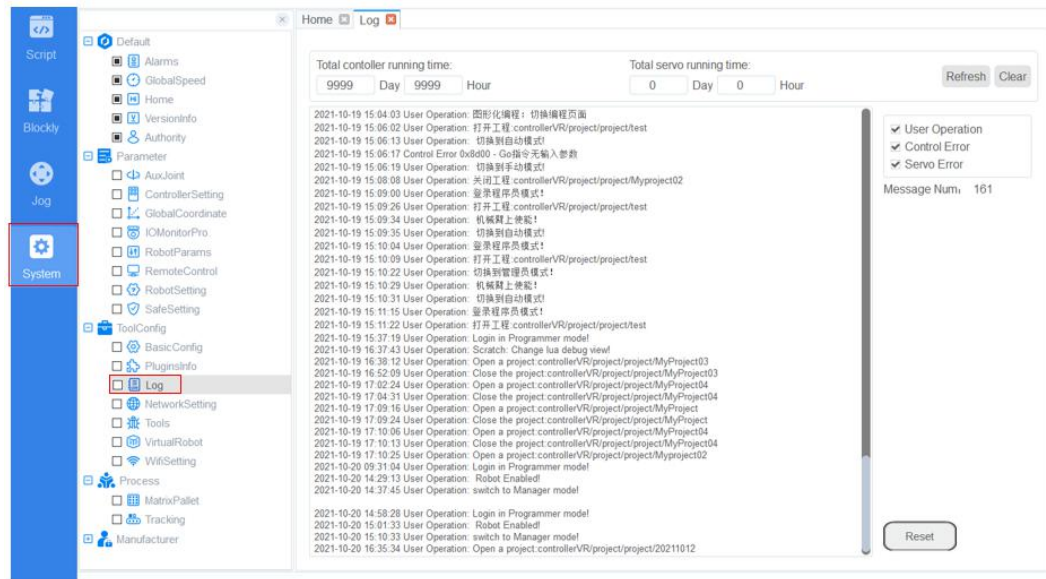 Script
Blockly
Jog
System
Default
Alarms
GlobalSpeed
Home
VersionInfo
Authority
Parameter
AuxJoint
ControllerSetting
GlobalCoordinate
IOMonitorPro
RobotParams
RemoteControl
RobotSetting
SafeSetting
ToolConfig
BasicConfig
PluginsInfo
Log
NetworkSetting
Tools
VirtualRobot
WifiSetting
Process
MatrixPallet
Tracking
Manufacturer
Home Log
Total contoller running time: Total servo running time:
9999 Day 9999 Hour 0 Day 0 Hour Refresh Clear
2021-10-19 15:04:03 User Operation: 图形化编程：切换编程页面
2021-10-19 15:06:02 User Operation: 打开工程:controllerVR/project/project/test
2021-10-19 15:06:13 User Operation: 切换到自动模式!
2021-10-19 15:06:17 Control Error 0x8d00 - Go指令无输入参数
2021-10-19 15:06:19 User Operation: 切换到手动模式!
2021-10-19 15:08:08 User Operation: 关闭工程:controllerVR/project/project/Myproject02
2021-10-19 15:09:00 User Operation: 登录程序员模式!
2021-10-19 15:09:26 User Operation: 打开工程:controllerVR/project/project/test
2021-10-19 15:09:34 User Operation: 机械臂上使能!
2021-10-19 15:09:35 User Operation: 切换到自动模式!
2021-10-19 15:10:04 User Operation: 登录程序员模式!
2021-10-19 15:10:09 User Operation: 打开工程:controllerVR/project/project/test
2021-10-19 15:10:22 User Operation: 切换到管理员模式!
2021-10-19 15:10:29 User Operation: 机械臂上使能!
2021-10-19 15:10:31 User Operation: 切换到自动模式!
2021-10-19 15:11:15 User Operation: 登录程序员模式!
2021-10-19 15:11:22 User Operation: 打开工程:controllerVR/project/project/test
2021-10-19 15:37:19 User Operation: Login in Programmer mode!
2021-10-19 16:37:43 User Operation: Scratch: Change lua debug view!
2021-10-19 16:38:12 User Operation: Open a project:controllerVR/project/project/MyProject03
2021-10-19 16:52:09 User Operation: Close the project:controllerVR/project/project/MyProject03
2021-10-19 17:02:24 User Operation: Open a project:controllerVR/project/project/MyProject04
2021-10-19 17:04:31 User Operation: Close the project:controllerVR/project/project/MyProject04
2021-10-19 17:09:16 User Operation: Open a project:controllerVR/project/project/MyProject
2021-10-19 17:09:24 User Operation: Close the project:controllerVR/project/project/MyProject
2021-10-19 17:10:06 User Operation: Open a project:controllerVR/project/project/MyProject04
2021-10-19 17:10:13 User Operation: Close the project:controllerVR/project/project/MyProject04
2021-10-19 17:10:25 User Operation: Open a project:controllerVR/project/project/Myproject02
2021-10-20 09:31:04 User Operation: Login in Programmer mode!
2021-10-20 14:29:13 User Operation: Robot Enabled!
2021-10-20 14:37:45 User Operation: switch to Manager mode!
2021-10-20 14:58:28 User Operation: Login in Programmer mode!
2021-10-20 15:01:33 User Operation: Robot Enabled!
2021-10-20 15:10:33 User Operation: switch to Manager mode!
2021-10-20 16:35:34 User Operation: Open a project:controllerVR/project/project/20211012
User Operation
Control Error
Servo Error
Message Num： 161
Reset